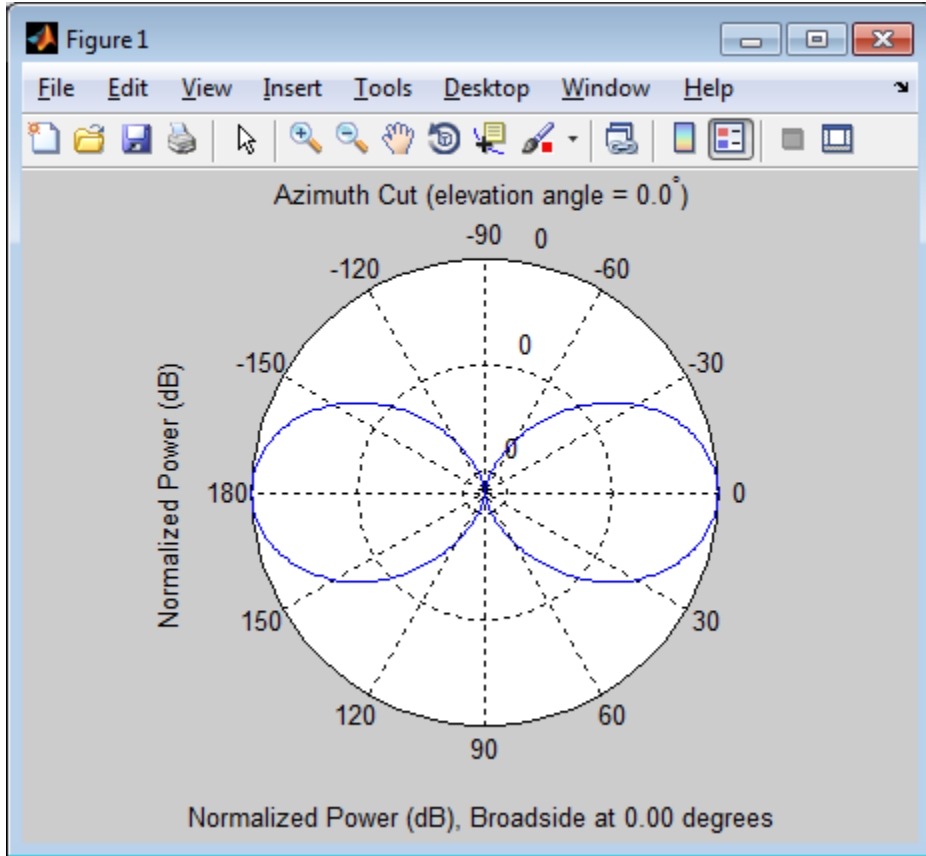 Figure 1
File Edit View Insert Tools Desktop Window Help
Azimuth Cut (elevation angle = 0.0°)
-90 0
-120 -60
0
-150 -30
Normalized Power (dB)
0
180 0
150 30
120 60
90
Normalized Power (dB), Broadside at 0.00 degrees